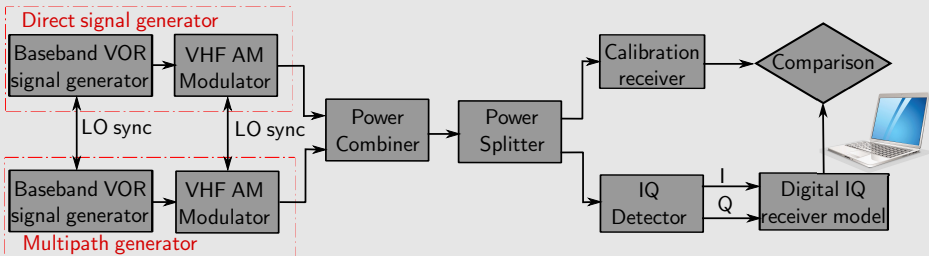 Direct signal generator
Baseband VOR
signal generator
VHF AM
Modulator
LO sync
LO sync
Baseband VOR
signal generator
VHF AM
Modulator
Multipath generator
Power
Combiner
Power
Splitter
Calibration
receiver
Comparison
IQ
Detector
I
Q
Digital IQ
receiver model